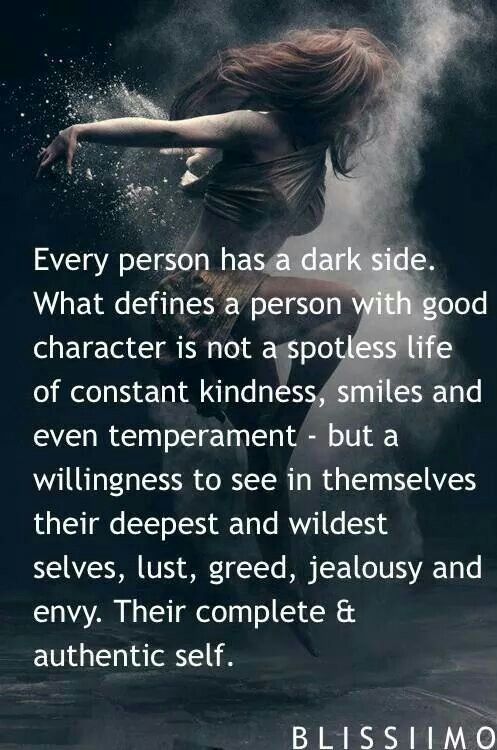 Every person has a dark side.
What defines a person with good
character is not a spotless life
of constant kindness, smiles and
even temperament - but a
willingness to see in themselves
their deepest and wildest
selves, lust, greed, jealousy and
envy. Their complete &
authentic self.
BLISSIIMO